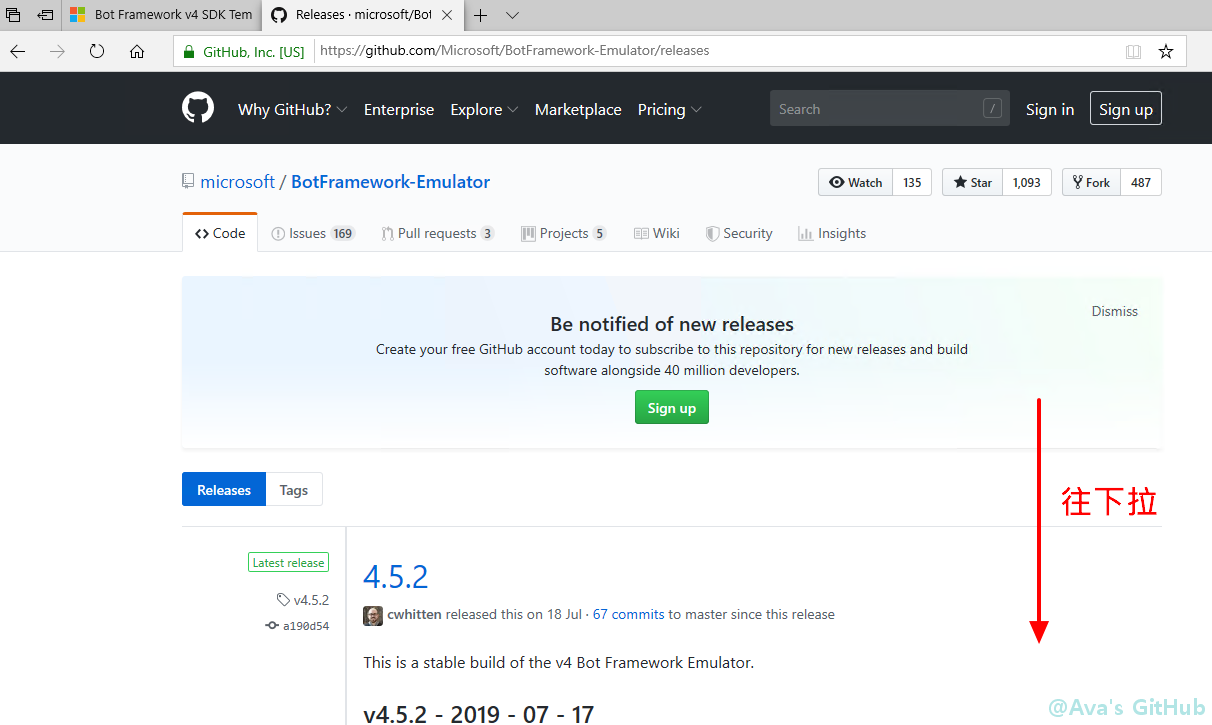 Bot Framework v4 SDK Tem
Releases · microsoft/Bot
GitHub, Inc. [US]
https://github.com/Microsoft/BotFramework-Emulator/releases
Why GitHub? Enterprise Explore Marketplace Pricing Search / Sign in Sign up
microsoft / BotFramework-Emulator
Watch 135 Star 1,093 Fork 487
Code Issues 169 Pull requests 3 Projects 5 Wiki Security Insights
Dismiss
Be notified of new releases
Create your free GitHub account today to subscribe to this repository for new releases and build
software alongside 40 million developers.
Sign up
Releases Tags
往下拉
Latest release
v4.5.2
a190d54
4.5.2
cwhitten released this on 18 Jul · 67 commits to master since this release
This is a stable build of the v4 Bot Framework Emulator.
v4.5.2 - 2019 - 07 - 17
@Ava's GitHub